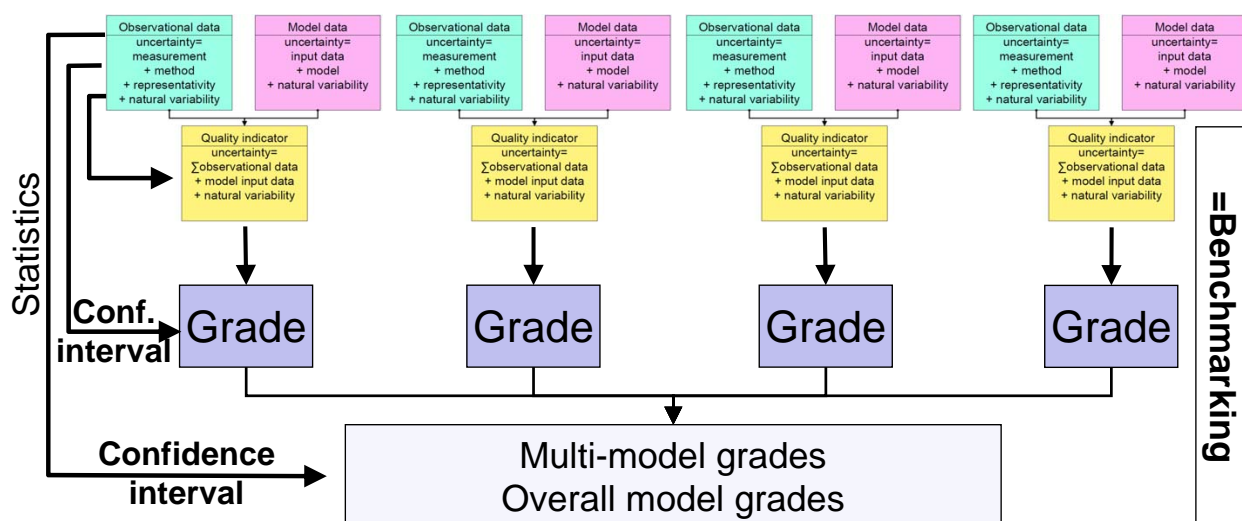 Observational data
uncertainty=
measurement
+ method
+ representativity
+ natural variability
Model data
uncertainty=
input data
+ model
+ natural variability
Observational data
uncertainty=
measurement
+ method
+ representativity
+ natural variability
Model data
uncertainty=
input data
+ model
+ natural variability
Observational data
uncertainty=
measurement
+ method
+ representativity
+ natural variability
Model data
uncertainty=
input data
+ model
+ natural variability
Observational data
uncertainty=
measurement
+ method
+ representativity
+ natural variability
Model data
uncertainty=
input data
+ model
+ natural variability
Quality indicator
uncertainty=
∑observational data
+ model input data
+ natural variability
Quality indicator
uncertainty=
∑observational data
+ model input data
+ natural variability
Quality indicator
uncertainty=
∑observational data
+ model input data
+ natural variability
Quality indicator
uncertainty=
∑observational data
+ model input data
+ natural variability
Statistics
=Benchmarking
Conf.
interval
Grade
Grade
Grade
Grade
Confidence
interval
Multi-model grades
Overall model grades